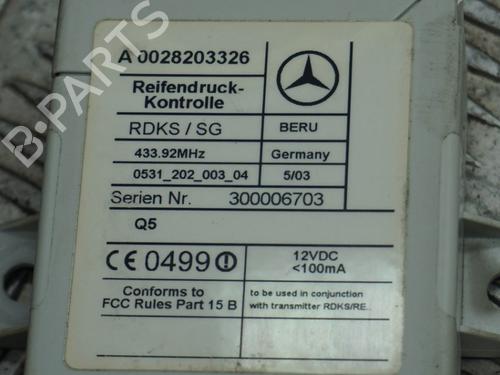 A 0028203326
Reifendruck-
Kontrolle
RDKS / SG
BERU
433.92MHz
Germany
0531_202_003_04
5/03
Serien Nr. 300006703
Q5
CE 0499
12VDC
<100mA
Conforms to
FCC Rules Part 15 B
to be used in conjunction
with transmitter RDKS/RE..
B-PARTS